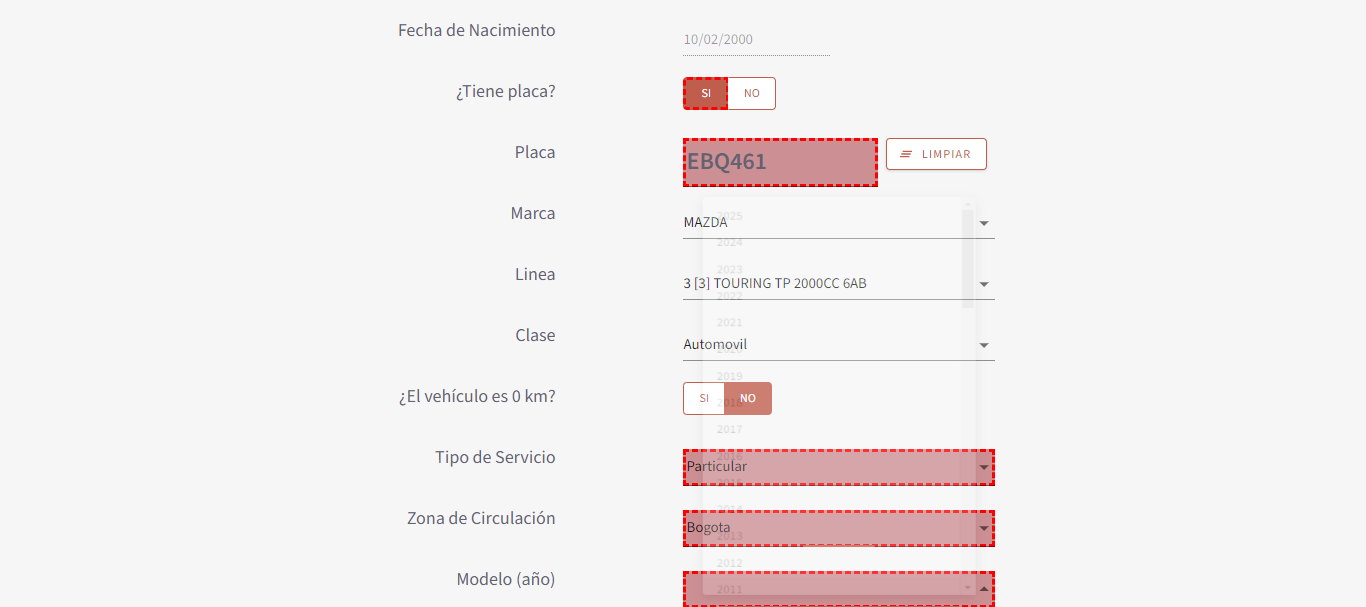 Fecha de Nacimiento
10/02/2000
¿Tiene placa?
SI NO
Placa
EBQ461
LIMPIAR
Marca
MAZDA
Linea
3 [3] TOURING TP 2000CC 6AB
Clase
Automovil
¿El vehículo es 0 km?
SI NO
Tipo de Servicio
Particular
Zona de Circulación
Bogota
Modelo (año)
2025
2024
2023
2022
2021
2020
2019
2018
2017
2016
2015
2014
2013
2012
2011